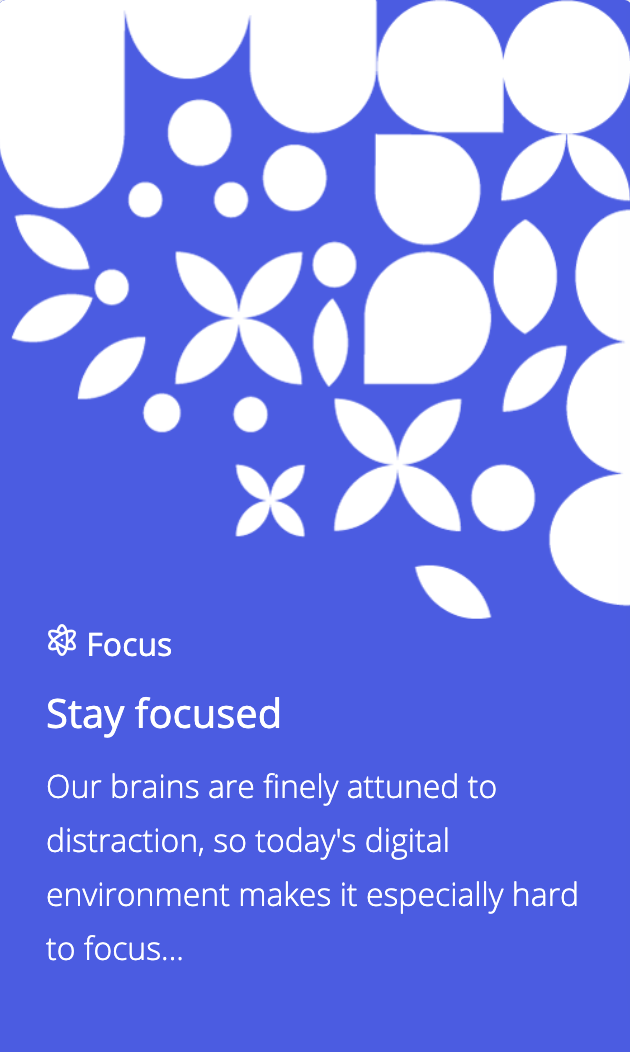 Focus
Stay focused
Our brains are finely attuned to
distraction, so today's digital
environment makes it especially hard
to focus...